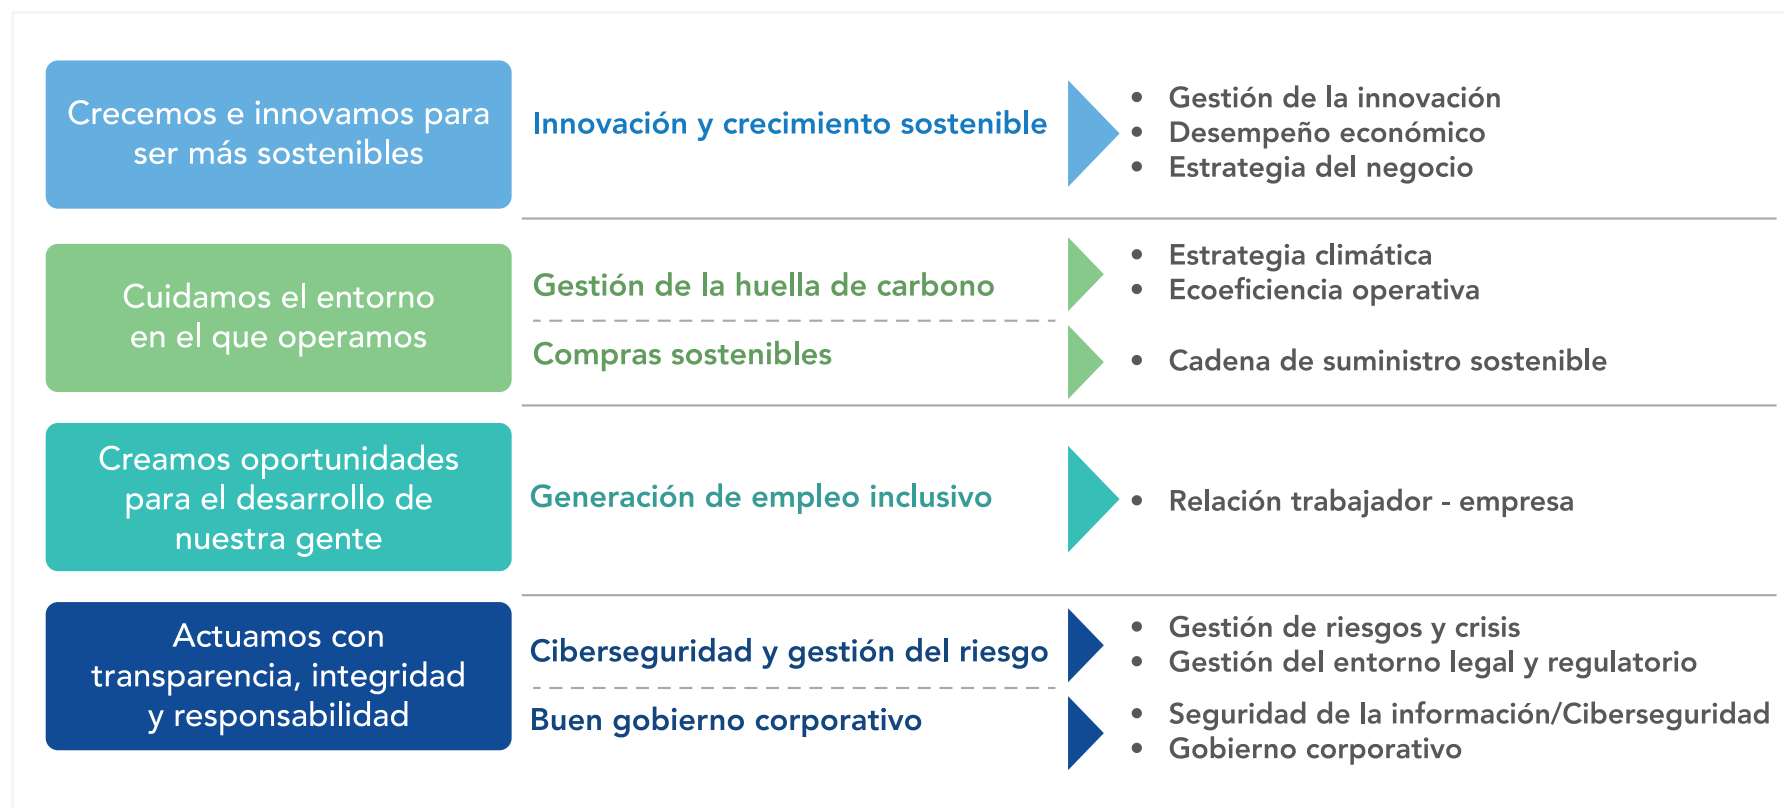 Crecemos e innovamos para
ser más sostenibles
Innovación y crecimiento sostenible
• Gestión de la innovación
• Desempeño económico
• Estrategia del negocio
Cuidamos el entorno
en el que operamos
Gestión de la huella de carbono
• Estrategia climática
• Ecoeficiencia operativa
Compras sostenibles
• Cadena de suministro sostenible
Creamos oportunidades
para el desarrollo de
nuestra gente
Generación de empleo inclusivo
• Relación trabajador - empresa
Actuamos con
transparencia, integridad
y responsabilidad
Ciberseguridad y gestión del riesgo
• Gestión de riesgos y crisis
• Gestión del entorno legal y regulatorio
Buen gobierno corporativo
• Seguridad de la información/Ciberseguridad
• Gobierno corporativo